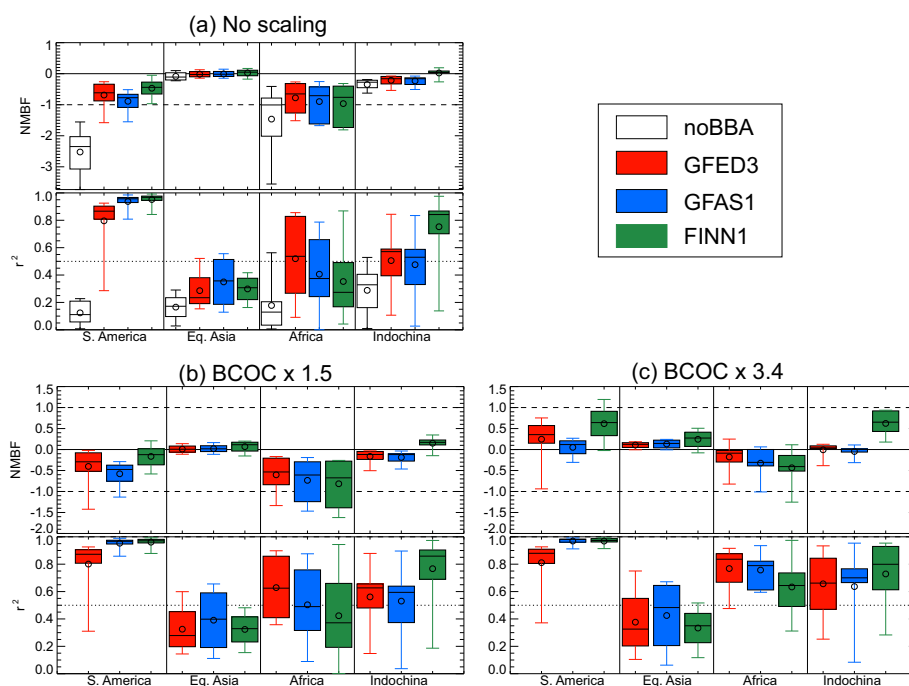 (a) No scaling
NMBF
1
0
-1
-2
-3
r²
1.0
0.8
0.6
0.4
0.2
0.0
S. America Eq. Asia Africa Indochina
noBBA
GFED3
GFAS1
FINN1
(b) BCOC x 1.5
NMBF
1.5
1.0
0.5
0.0
-0.5
-1.0
-1.5
2.0
r²
1.0
0.8
0.6
0.4
0.2
0.0
S. America Eq. Asia Africa Indochina
(c) BCOC x 3.4
NMBF
1.5
1.0
0.5
0.0
-0.5
-1.0
-1.5
2.0
r²
1.0
0.8
0.6
0.4
0.2
0.0
S. America Eq. Asia Africa Indochina